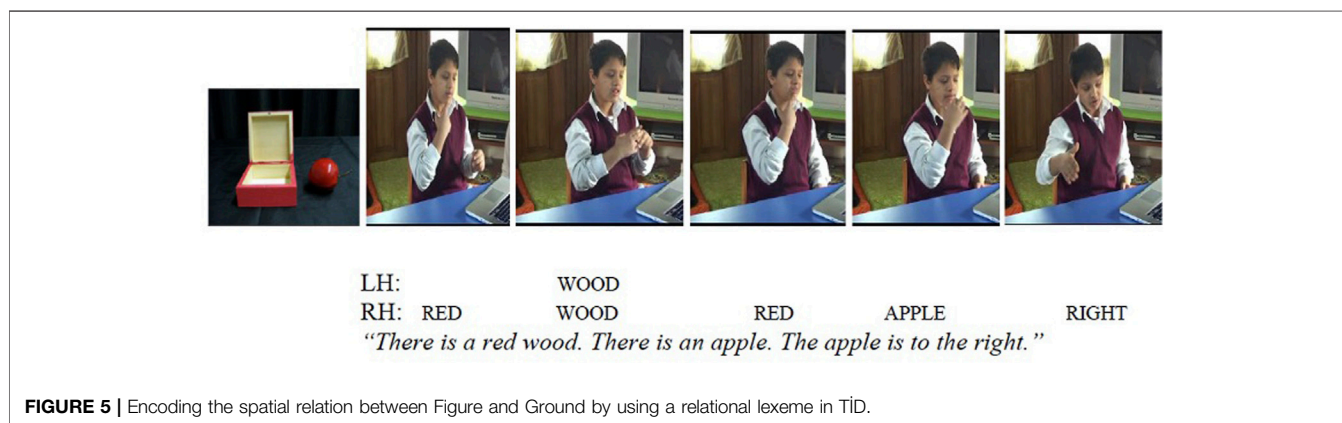 LH: WOOD
RH: RED WOOD RED APPLE RIGHT
“There is a red wood. There is an apple. The apple is to the right.”
FIGURE 5 | Encoding the spatial relation between Figure and Ground by using a relational lexeme in TİD.